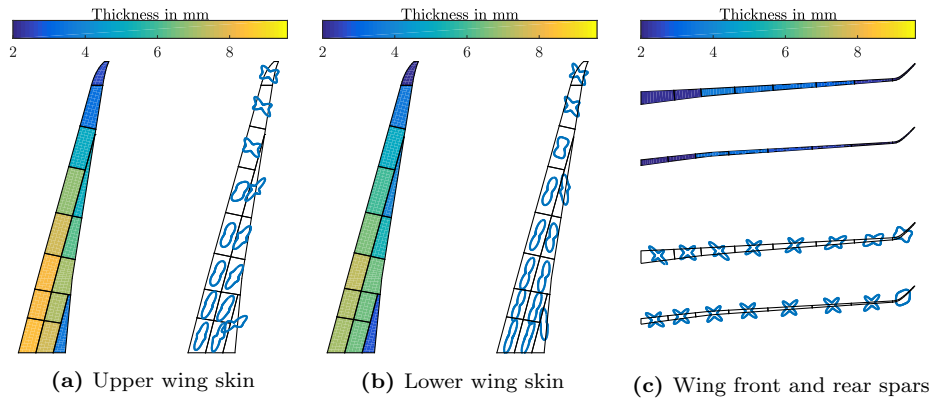 Thickness in mm
2 4 6 8
(a) Upper wing skin
Thickness in mm
2 4 6 8
(b) Lower wing skin
Thickness in mm
2 4 6 8
(c) Wing front and rear spars